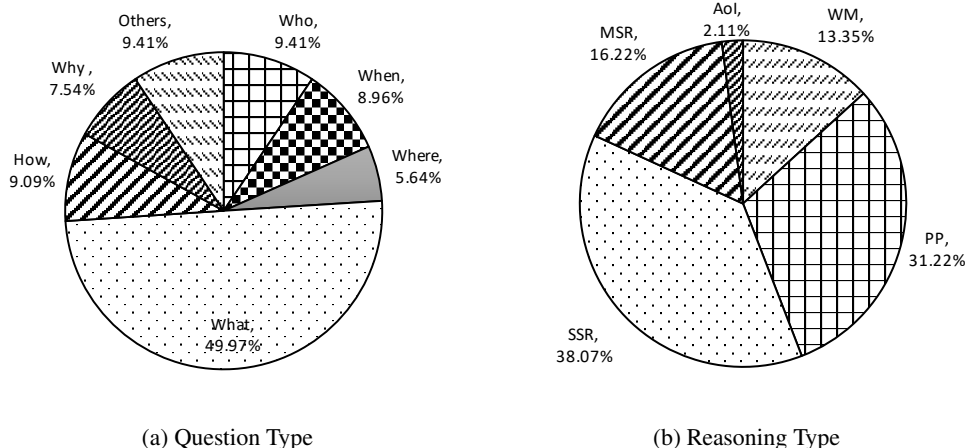 Others,
9.41%
Who,
9.41%
When,
8.96%
Where,
5.64%
What,
49.97%
How,
9.09%
Why ,
7.54%
(a) Question Type
AoI,
2.11%
WM,
13.35%
PP,
31.22%
SSR,
38.07%
MSR,
16.22%
(b) Reasoning Type